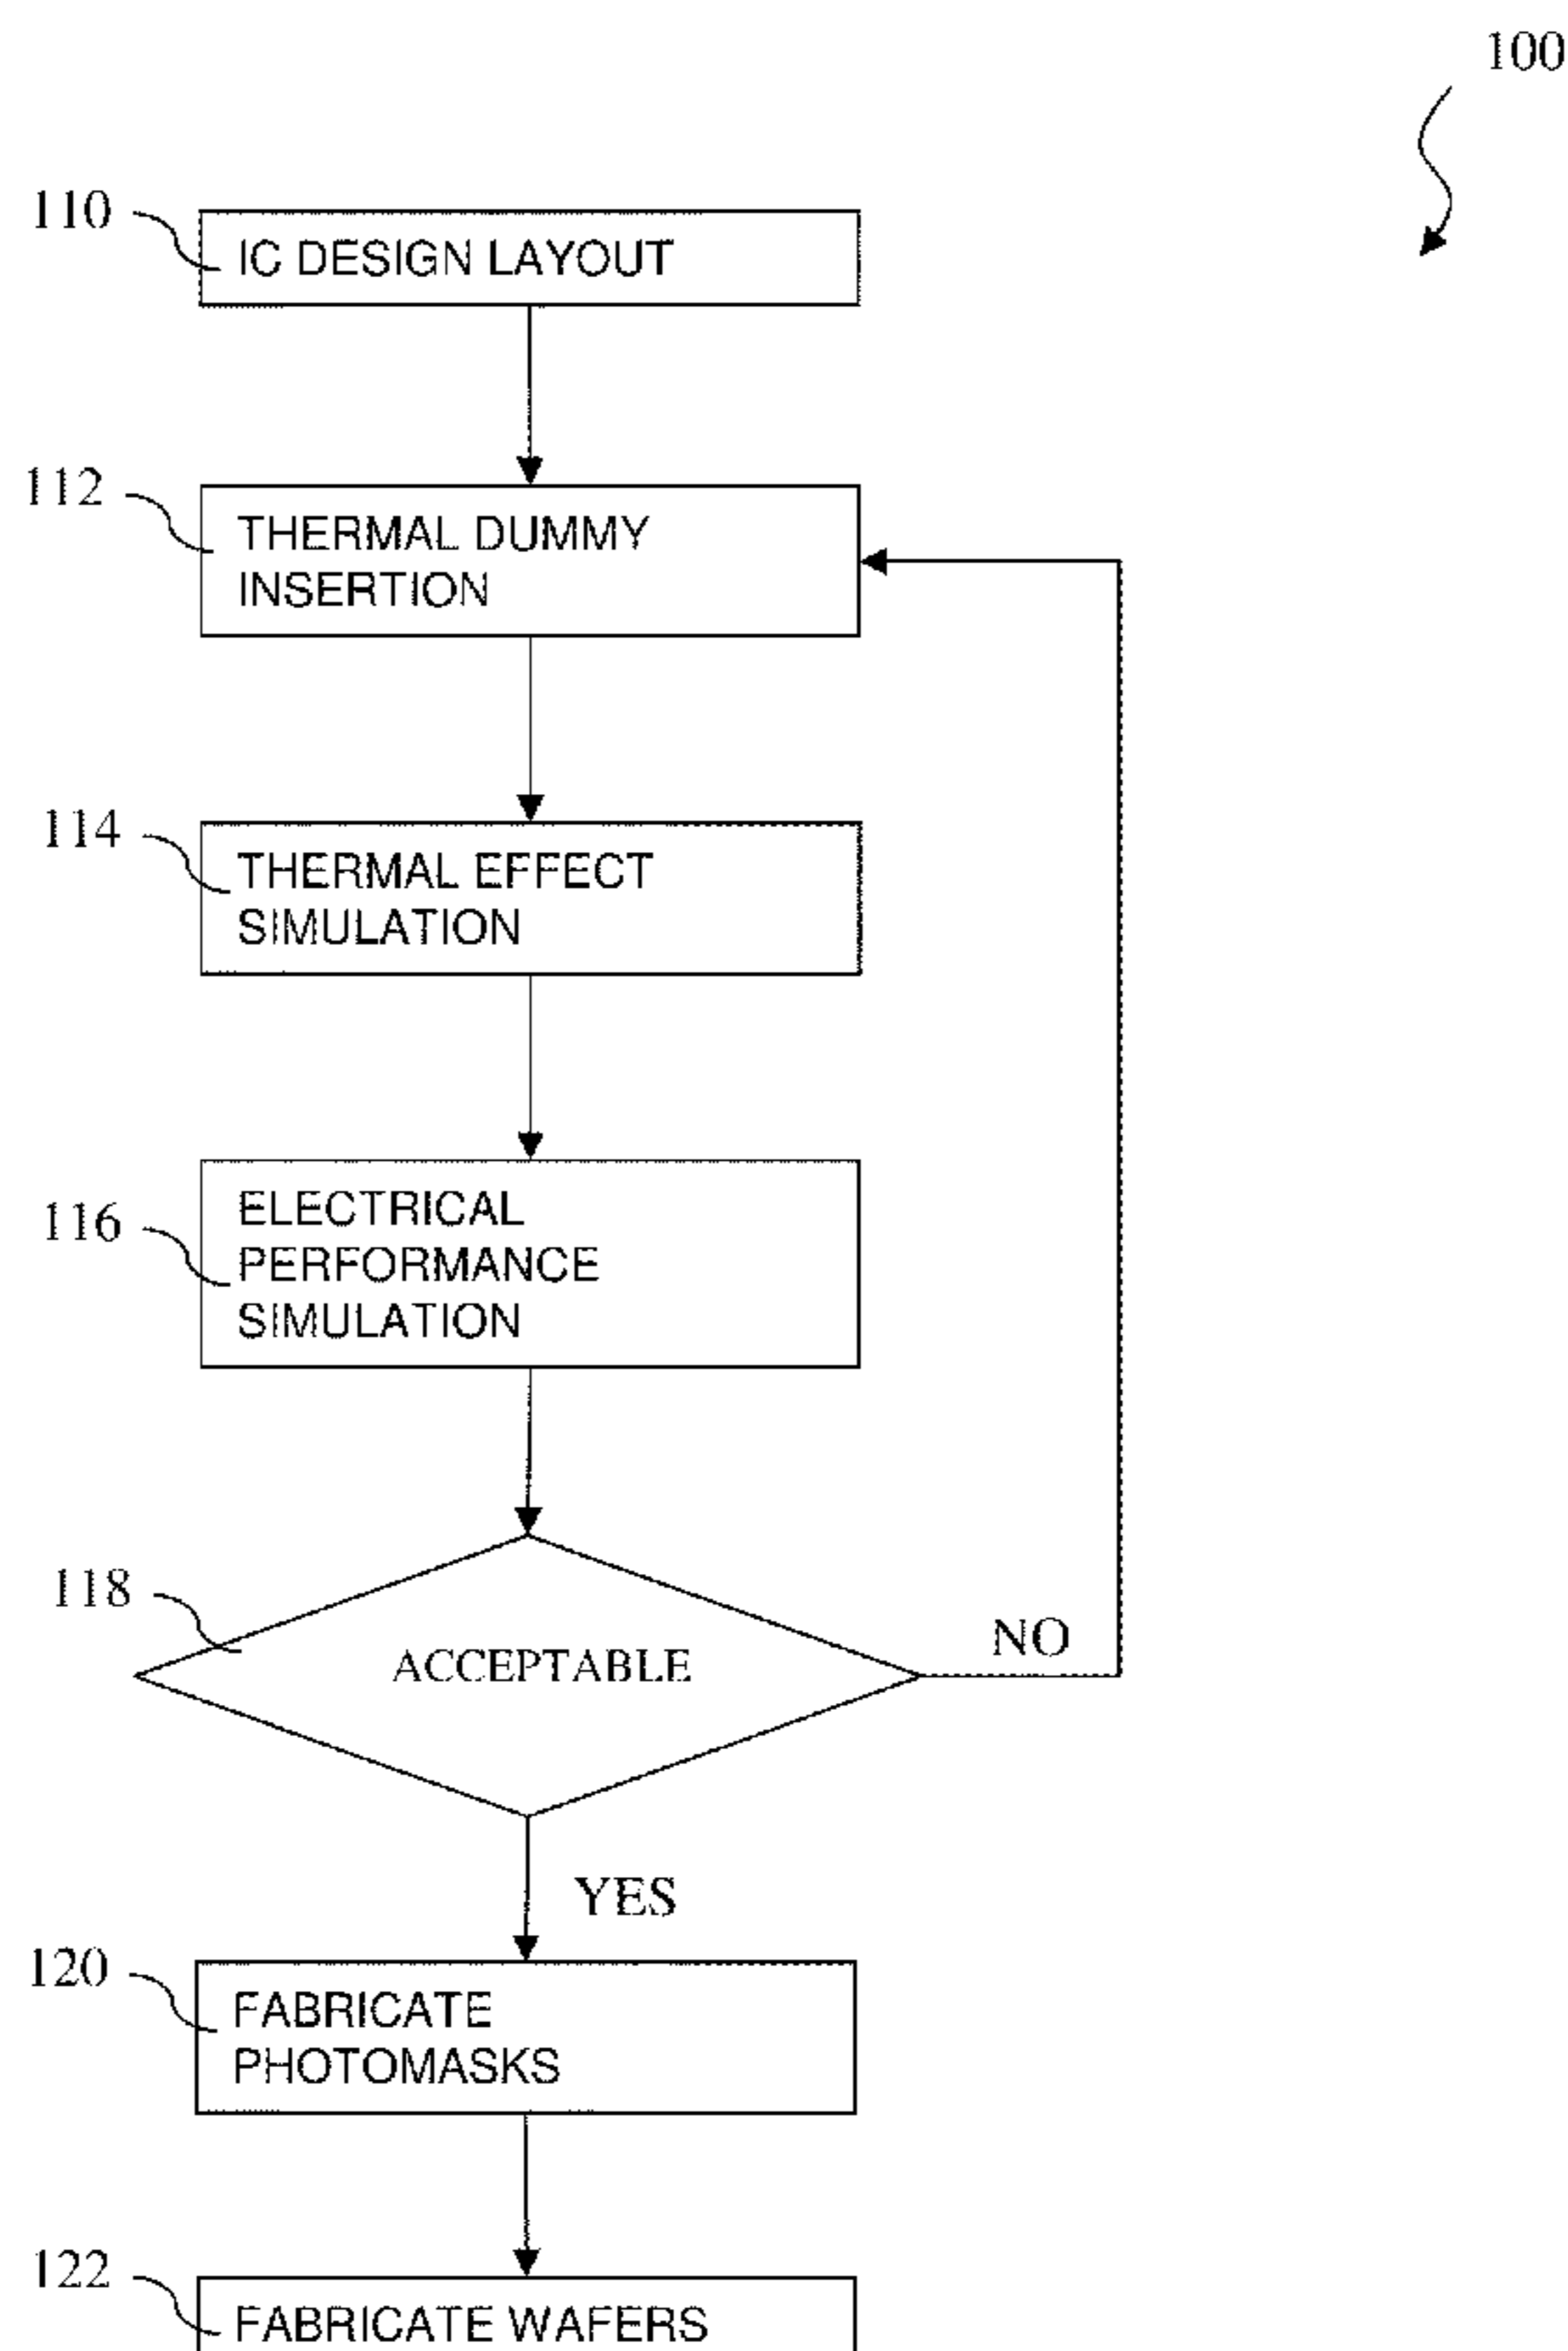 100
110
IC DESIGN LAYOUT
112
THERMAL DUMMY
INSERTION
114
THERMAL EFFECT
SIMULATION
116
ELECTRICAL
PERFORMANCE
SIMULATION
118
ACCEPTABLE
NO
YES
120
FABRICATE
PHOTOMASKS
122
FABRICATE WAFERS